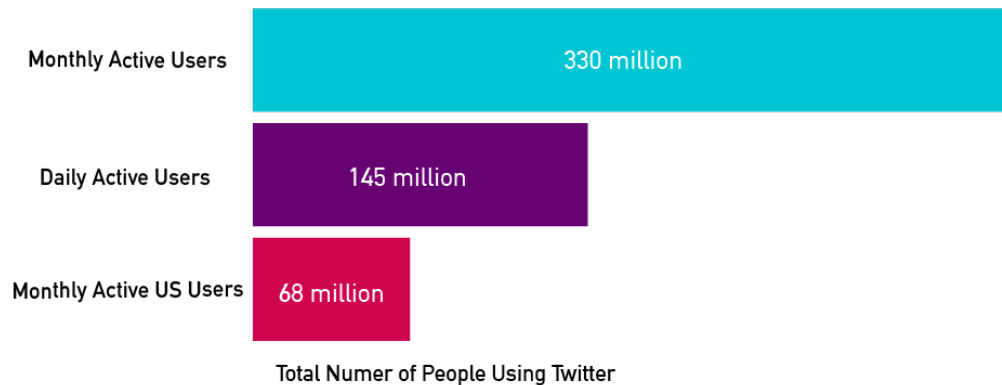 Monthly Active Users
330 million
Daily Active Users
145 million
Monthly Active US Users
68 million
Total Numer of People Using Twitter